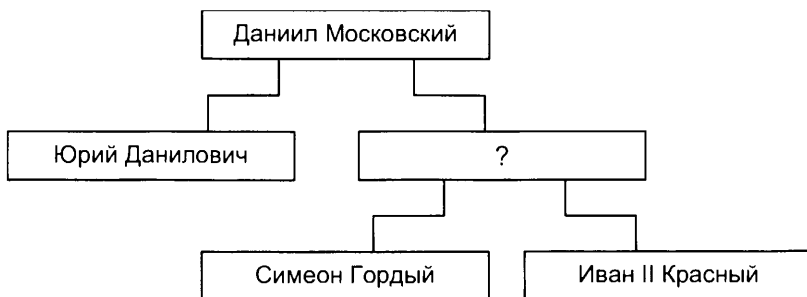 Даниил Московский
Юрий Данилович
?
Симеон Гордый
Иван II Красный